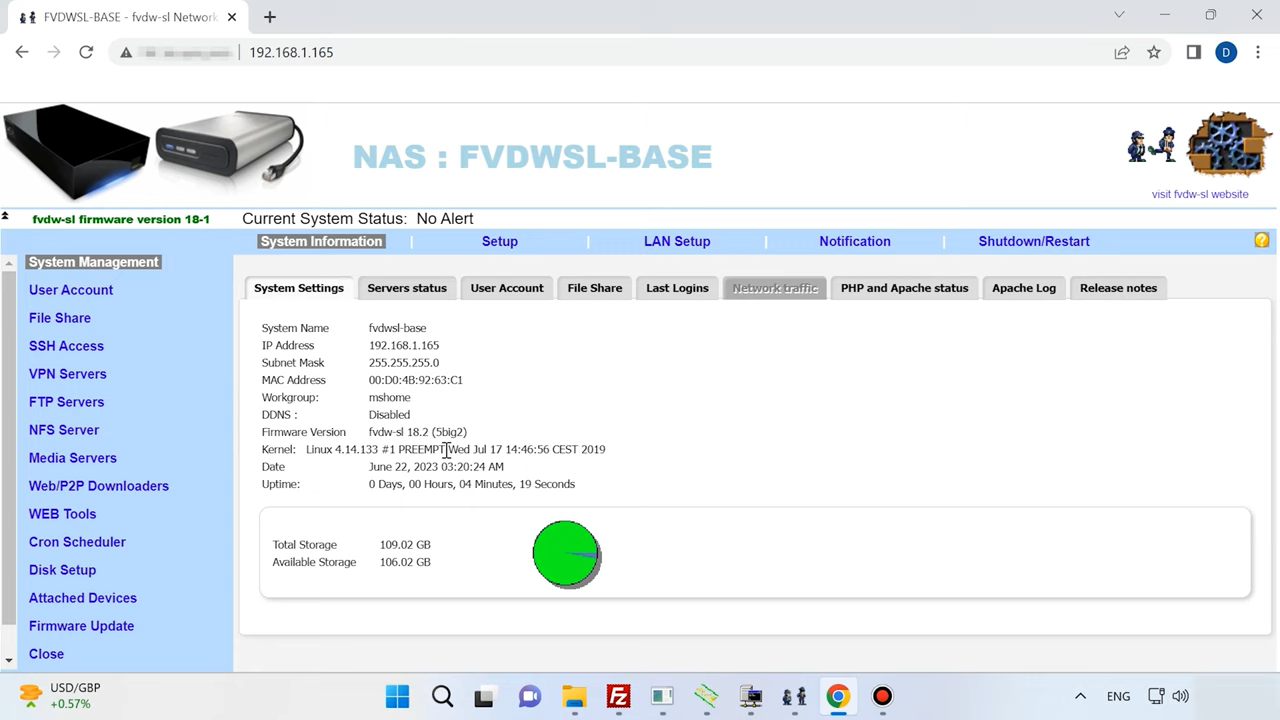 FVDWSL-BASE - fvdw-sl Network
192.168.1.165
D
NAS : FVDWSL-BASE
visit fvdw-sl website
fvdw-sl firmware version 18-1
Current System Status: No Alert
System Information | Setup | LAN Setup | Notification | Shutdown/Restart
System Management
User Account
File Share
SSH Access
VPN Servers
FTP Servers
NFS Server
Media Servers
Web/P2P Downloaders
WEB Tools
Cron Scheduler
Disk Setup
Attached Devices
Firmware Update
Close
System Settings Servers status User Account File Share Last Logins Network traffic PHP and Apache status Apache Log Release notes
System Name fvdwsl-base
IP Address 192.168.1.165
Subnet Mask 255.255.255.0
MAC Address 00:D0:4B:92:63:C1
Workgroup: mshome
DDNS : Disabled
Firmware Version fvdw-sl 18.2 (5big2)
Kernel: Linux 4.14.133 #1 PREEMPT Wed Jul 17 14:46:56 CEST 2019
Date June 22, 2023 03:20:24 AM
Uptime: 0 Days, 00 Hours, 04 Minutes, 19 Seconds
Total Storage 109.02 GB
Available Storage 106.02 GB
USD/GBP
+0.57%
Fz
ENG